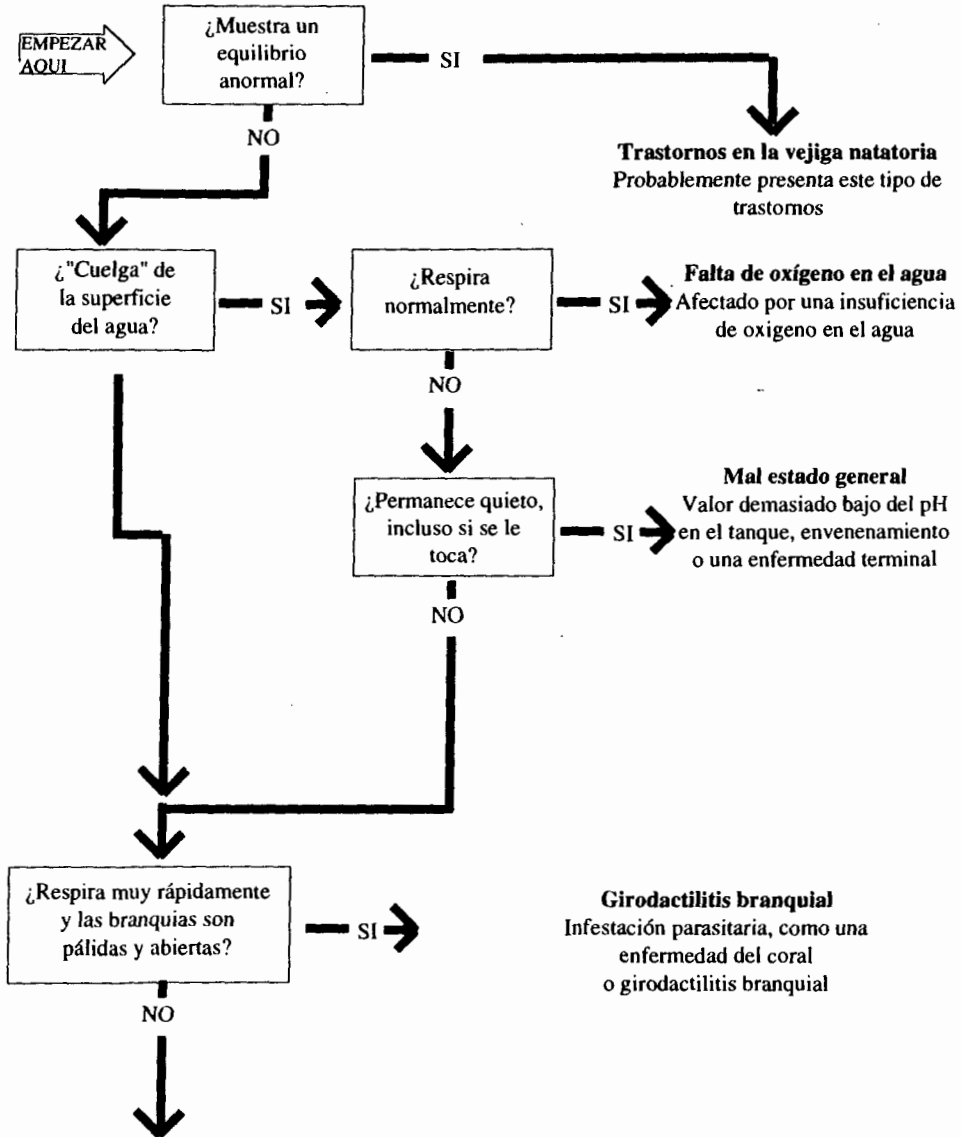 EMPEZAR
AQUI
¿Muestra un
equilibrio
anormal?
SI
NO
Trastornos en la vejiga natatoria
Probablemente presenta este tipo de
trastornos
¿"Cuelga" de
la superficie
del agua?
SI
¿Respira
normalmente?
SI
Falta de oxígeno en el agua
Afectado por una insuficiencia
de oxigeno en el agua
NO
¿Permanece quieto,
incluso si se le
toca?
SI
Mal estado general
Valor demasiado bajo del pH
en el tanque, envenenamiento
o una enfermedad terminal
NO
¿Respira muy rápidamente
y las branquias son
pálidas y abiertas?
SI
Girodactilitis branquial
Infestación parasitaria, como una
enfermedad del coral
o girodactilitis branquial
NO